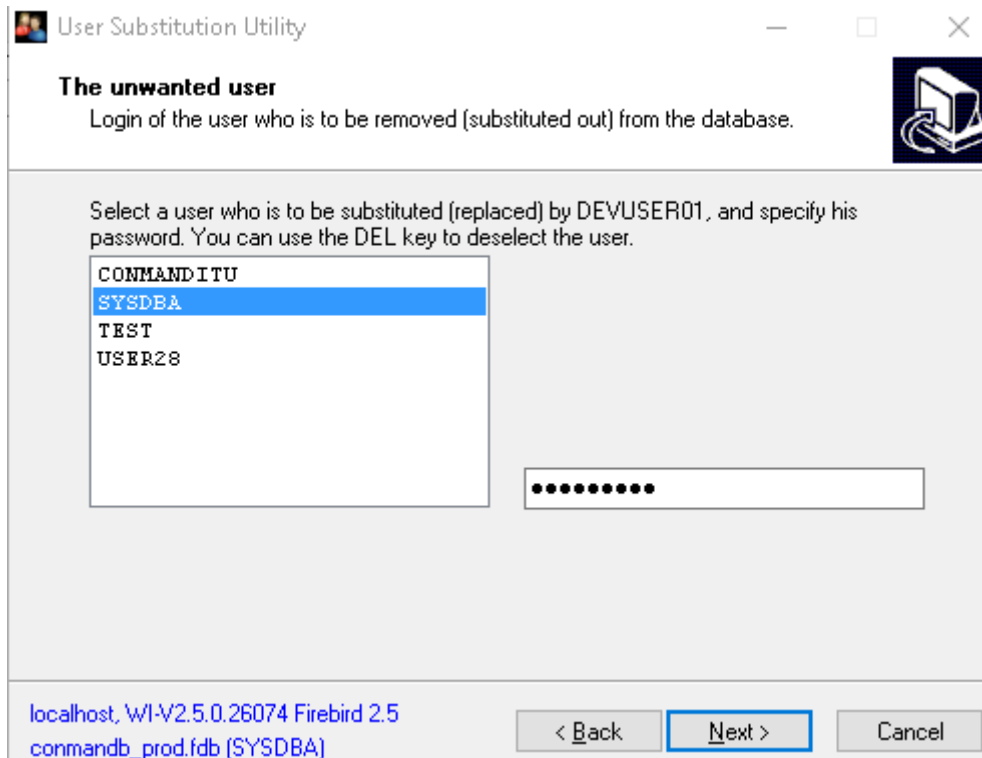 User Substitution Utility
The unwanted user
Login of the user who is to be removed (substituted out) from the database.
Select a user who is to be substituted (replaced) by DEVUSER01, and specify his
password. You can use the DEL key to deselect the user.
CONMANDITU
SYSDBA
TEST
USER28
●●●●●●●●●
localhost, WI-V2.5.0.26074 Firebird 2.5
conmandb_prod.fdb (SYSDBA)
< Back
Next >
Cancel